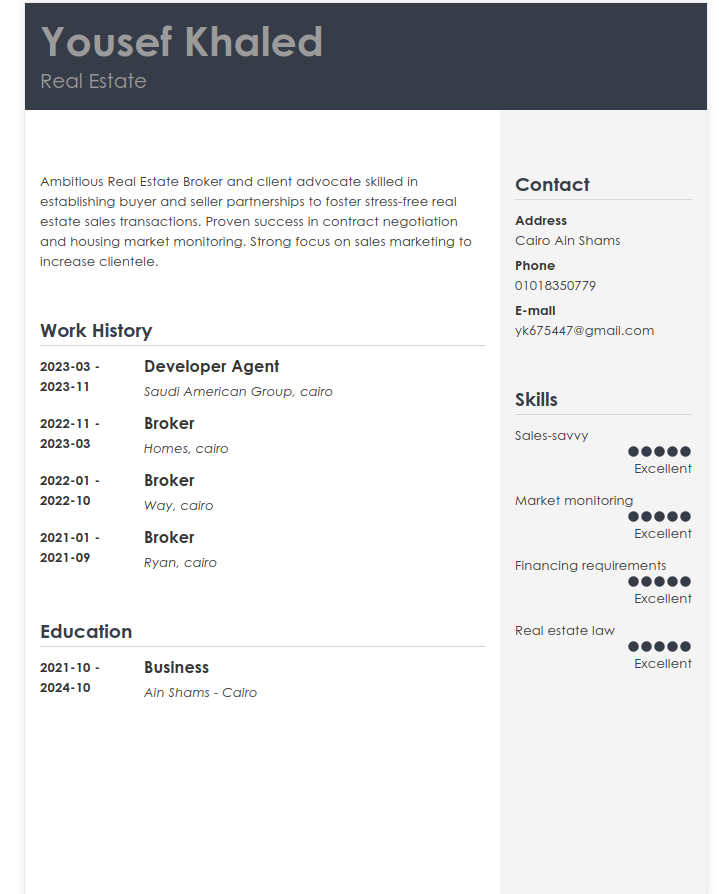 Yousef Khaled
Real Estate
Ambitious Real Estate Broker and client advocate skilled in
establishing buyer and seller partnerships to foster stress-free real
estate sales transactions. Proven success in contract negotiation
and housing market monitoring. Strong focus on sales marketing to
increase clientele.
Work History
2023-03 -
2023-11
Developer Agent
Saudi American Group, cairo
2022-11 -
2023-03
Broker
Homes, cairo
2022-01 -
2022-10
Broker
Way, cairo
2021-01 -
2021-09
Broker
Ryan, cairo
Education
2021-10 -
2024-10
Business
Ain Shams - Cairo
Contact
Address
Cairo Ain Shams
Phone
01018350779
E-mail
yk675447@gmail.com
Skills
Sales-savvy
Excellent
Market monitoring
Excellent
Financing requirements
Excellent
Real estate law
Excellent